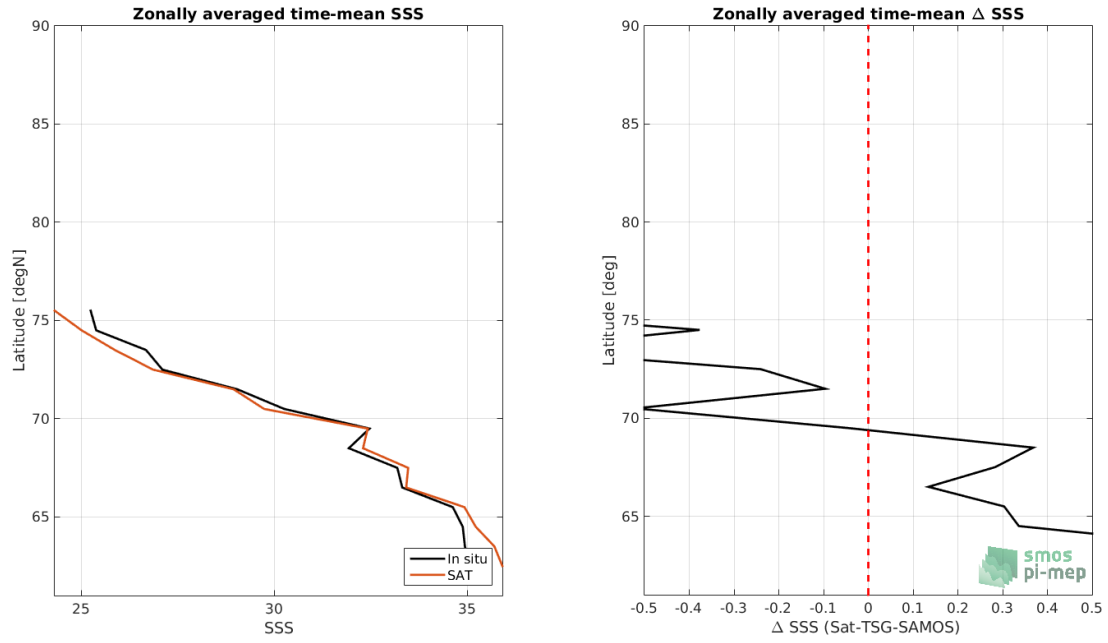 Zonally averaged time-mean SSS
90
85
80
75
70
65
Latitude [degN]
25
30
35
SSS
In situ
SAT
Zonally averaged time-mean Δ SSS
90
85
80
75
70
65
Latitude [deg]
-0.5
-0.4
-0.3
-0.2
-0.1
0
0.1
0.2
0.3
0.4
0.5
Δ SSS (Sat-TSG-SAMOS)
smos
pi-mep